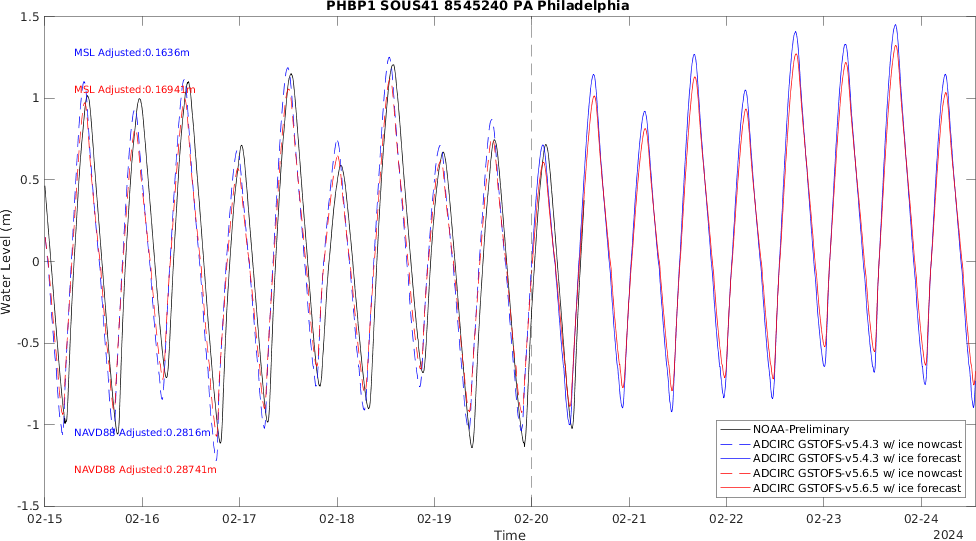 PHBP1 SOUS41 8545240 PA Philadelphia
1.5
1
0.5
0
-0.5
-1
-1.5
Water Level (m)
MSL Adjusted:0.1636m
MSL Adjusted:0.16941m
NAVD88 Adjusted:0.2816m
NAVD88 Adjusted:0.28741m
NOAA-Preliminary
ADCIRC GSTOFS-v5.4.3 w/ ice nowcast
ADCIRC GSTOFS-v5.4.3 w/ ice forecast
ADCIRC GSTOFS-v5.6.5 w/ ice nowcast
ADCIRC GSTOFS-v5.6.5 w/ ice forecast
02-15 02-16 02-17 02-18 02-19 02-20 02-21 02-22 02-23 02-24
Time
2024